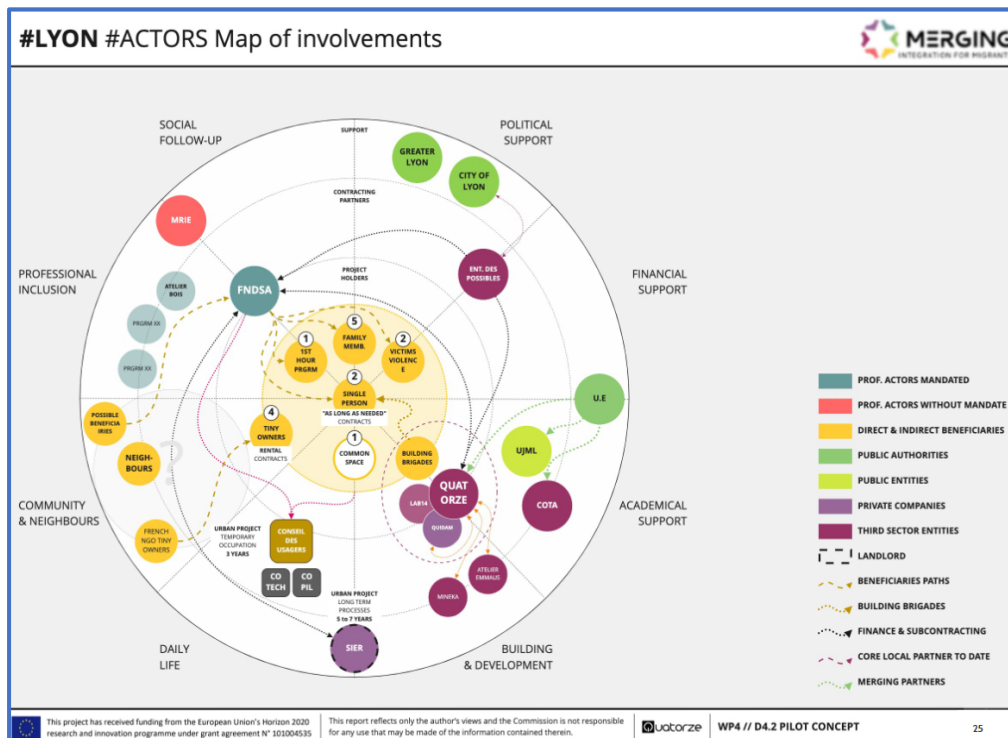 #LYON #ACTORS Map of involvements
MERGING
INTEGRATION FOR MIGRANT
SOCIAL
FOLLOW-UP
SUPPORT
POLITICAL
SUPPORT
GREATER
LYON
CITY OF
LYON
CONTRACTING
PARTNERS
MRIE
PROFESSIONAL
INCLUSION
PROJECT
HOLDERS
ENT. DES
POSSIBLES
FINANCIAL
SUPPORT
FNDSA
ATELIER
BOIS
PRGRM XX
PRGRM XX
5
FAMILY
MEMB.
1
1ST
HOUR
PRGRM
2
VICTIMS
VIOLENC
E
2
SINGLE
PERSON
"AS LONG AS NEEDED"
CONTRACTS
4
TINY
OWNERS
RENTAL
CONTRACTS
1
COMMON
SPACE
BUILDING
BRIGADES
POSSIBLE
BENEFICIA
RIES
NEIGH-
BOURS
?
U.E
UJML
COTA
QUAT
ORZE
LAB14
QUIDAM
COMMUNITY
& NEIGHBOURS
ACADEMICAL
SUPPORT
FRENCH
NGO TINY
OWNERS
URBAN PROJECT
TEMPORARY
OCCUPATION
3 YEARS
CONSEIL
DES
USAGERS
CO
TECH
CO
PIL
URBAN PROJECT
LONG TERM
PROCESSES
5 to 7 YEARS
SIER
MINEKA
ATELIER
EMMAUS
DAILY
LIFE
BUILDING
& DEVELOPMENT
PROF. ACTORS MANDATED
PROF. ACTORS WITHOUT MANDATE
DIRECT & INDIRECT BENEFICIARIES
PUBLIC AUTHORITIES
PUBLIC ENTITIES
PRIVATE COMPANIES
THIRD SECTOR ENTITIES
LANDLORD
BENEFICIARIES PATHS
BUILDING BRIGADES
FINANCE & SUBCONTRACTING
CORE LOCAL PARTNER TO DATE
MERGING PARTNERS
This project has received funding from the European Union's Horizon 2020
research and innovation programme under grant agreement N° 101004535
This report reflects only the author's views and the Commission is not responsible
for any use that may be made of the information contained therein.
Quatorze
WP4 // D4.2 PILOT CONCEPT
25